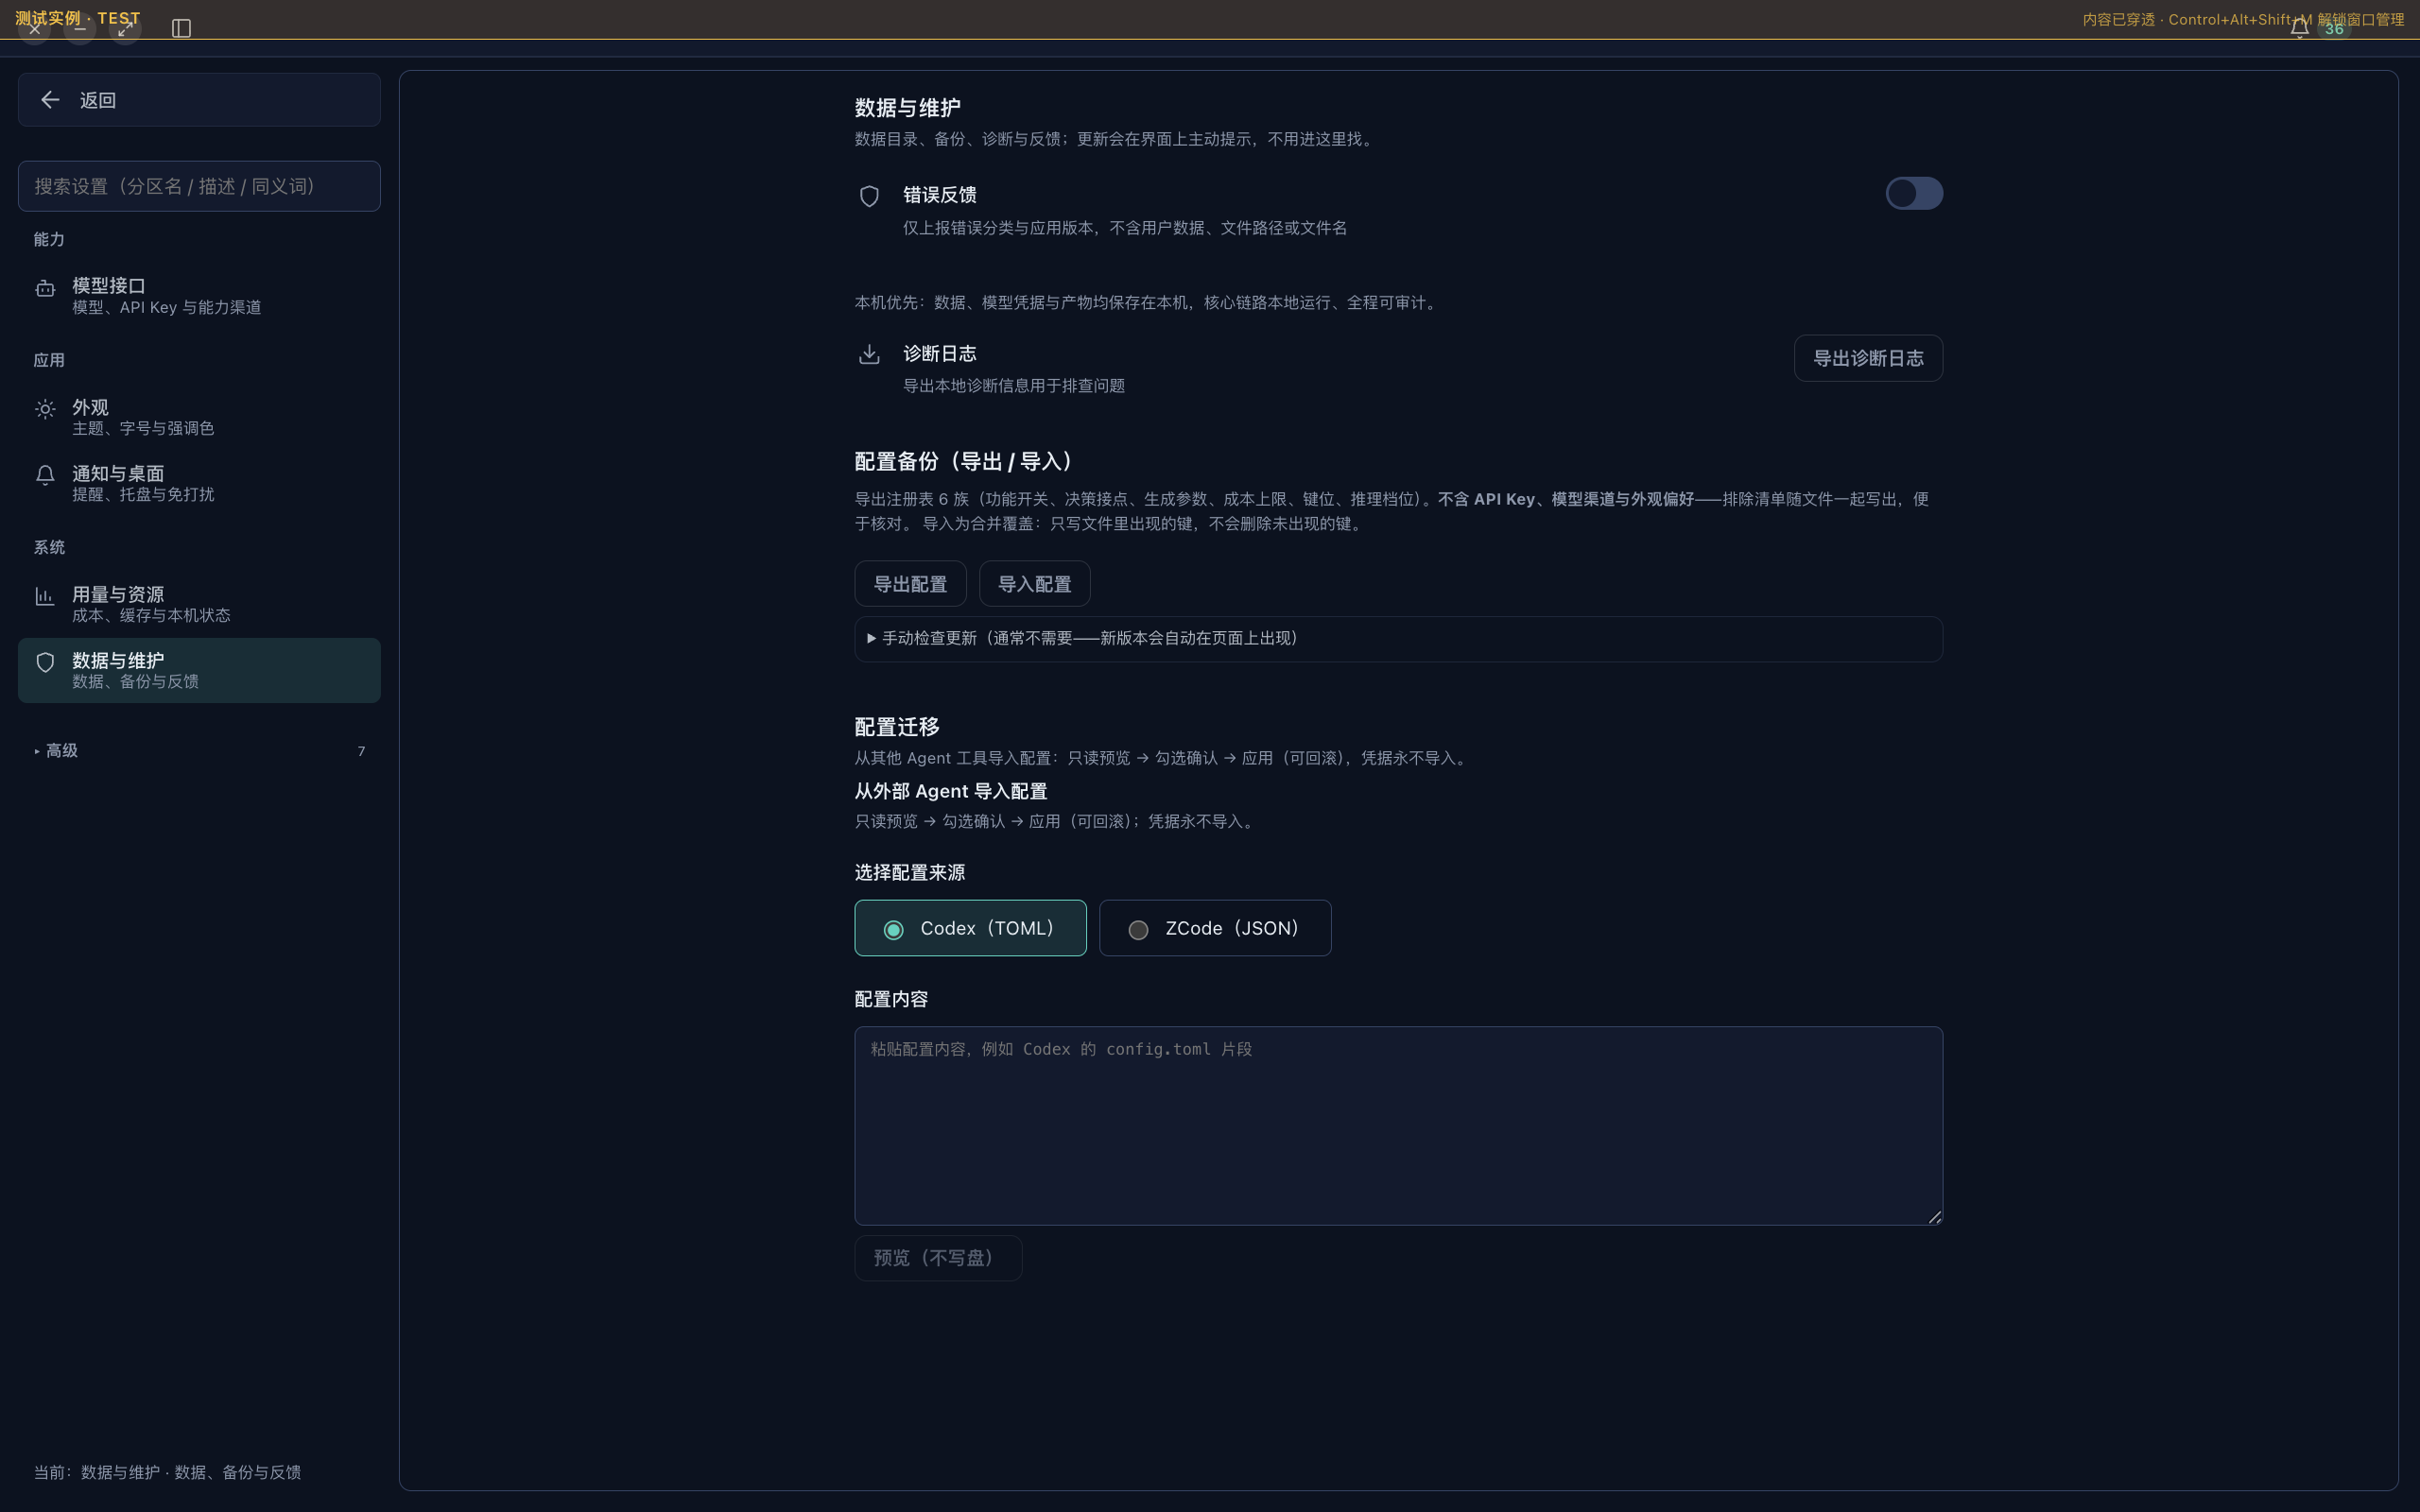 测试实例 · TEST
内容已穿透 · Control+Alt+Shift+M 解锁窗口管理
36
返回
搜索设置（分区名 / 描述 / 同义词）
能力
模型接口
模型、API Key 与能力渠道
应用
外观
主题、字号与强调色
通知与桌面
提醒、托盘与免打扰
系统
用量与资源
成本、缓存与本机状态
数据与维护
数据、备份与反馈
高级
7
当前：数据与维护 · 数据、备份与反馈
数据与维护
数据目录、备份、诊断与反馈；更新会在界面上主动提示，不用进这里找。
错误反馈
仅上报错误分类与应用版本，不含用户数据、文件路径或文件名
本机优先：数据、模型凭据与产物均保存在本机，核心链路本地运行、全程可审计。
诊断日志
导出本地诊断信息用于排查问题
导出诊断日志
配置备份（导出 / 导入）
导出注册表 6 族（功能开关、决策接点、生成参数、成本上限、键位、推理档位）。不含 API Key、模型渠道与外观偏好——排除清单随文件一起写出，便
于核对。 导入为合并覆盖：只写文件里出现的键，不会删除未出现的键。
导出配置
导入配置
手动检查更新（通常不需要——新版本会自动在页面上出现）
配置迁移
从其他 Agent 工具导入配置：只读预览 → 勾选确认 → 应用（可回滚），凭据永不导入。
从外部 Agent 导入配置
只读预览 → 勾选确认 → 应用（可回滚）；凭据永不导入。
选择配置来源
Codex（TOML）
ZCode（JSON）
配置内容
粘贴配置内容，例如 Codex 的 config.toml 片段
预览（不写盘）